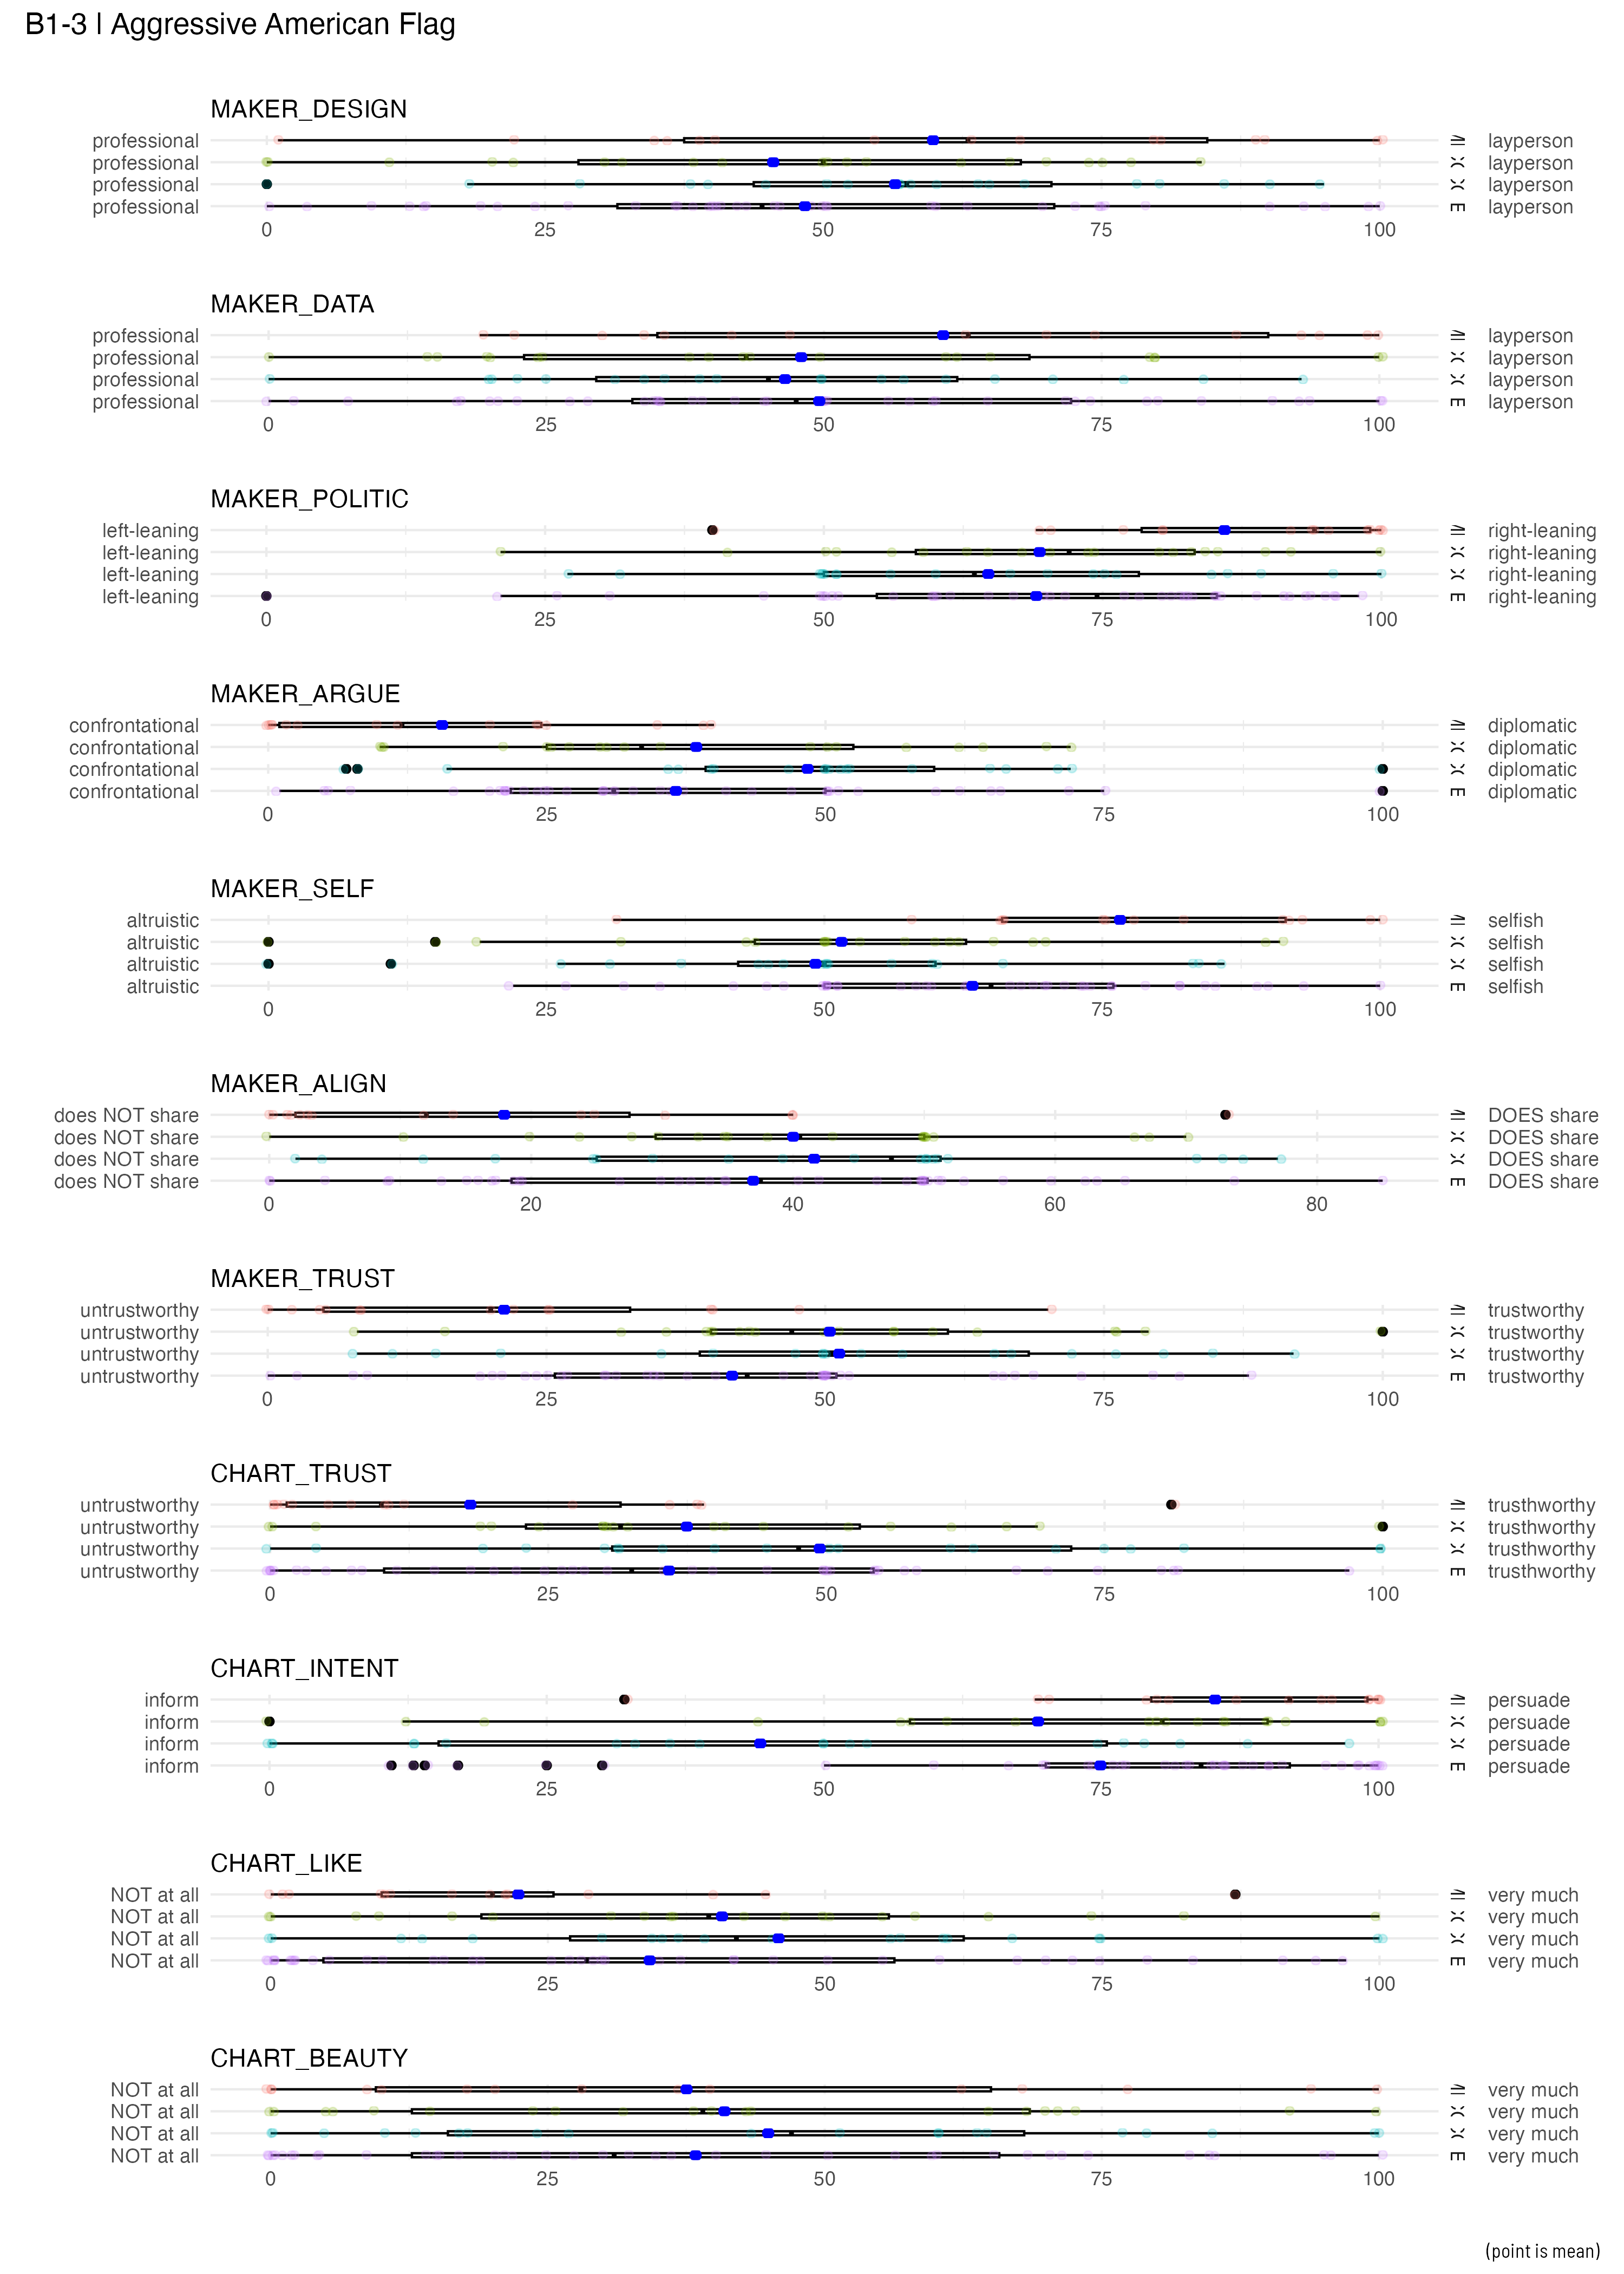 B1-3 | Aggressive American Flag
MAKER_DESIGN
professional layperson
professional layperson
professional layperson
professional layperson
0 25 50 75 100
MAKER_DATA
professional layperson
professional layperson
professional layperson
professional layperson
0 25 50 75 100
MAKER_POLITIC
left-leaning right-leaning
left-leaning right-leaning
left-leaning right-leaning
left-leaning right-leaning
0 25 50 75 100
MAKER_ARGUE
confrontational diplomatic
confrontational diplomatic
confrontational diplomatic
confrontational diplomatic
0 25 50 75 100
MAKER_SELF
altruistic selfish
altruistic selfish
altruistic selfish
altruistic selfish
0 25 50 75 100
MAKER_ALIGN
does NOT share DOES share
does NOT share DOES share
does NOT share DOES share
does NOT share DOES share
0 20 40 60 80
MAKER_TRUST
untrustworthy trustworthy
untrustworthy trustworthy
untrustworthy trustworthy
untrustworthy trustworthy
0 25 50 75 100
CHART_TRUST
untrustworthy trusthworthy
untrustworthy trusthworthy
untrustworthy trusthworthy
untrustworthy trusthworthy
0 25 50 75 100
CHART_INTENT
inform persuade
inform persuade
inform persuade
inform persuade
0 25 50 75 100
CHART_LIKE
NOT at all very much
NOT at all very much
NOT at all very much
NOT at all very much
0 25 50 75 100
CHART_BEAUTY
NOT at all very much
NOT at all very much
NOT at all very much
NOT at all very much
0 25 50 75 100
(point is mean)